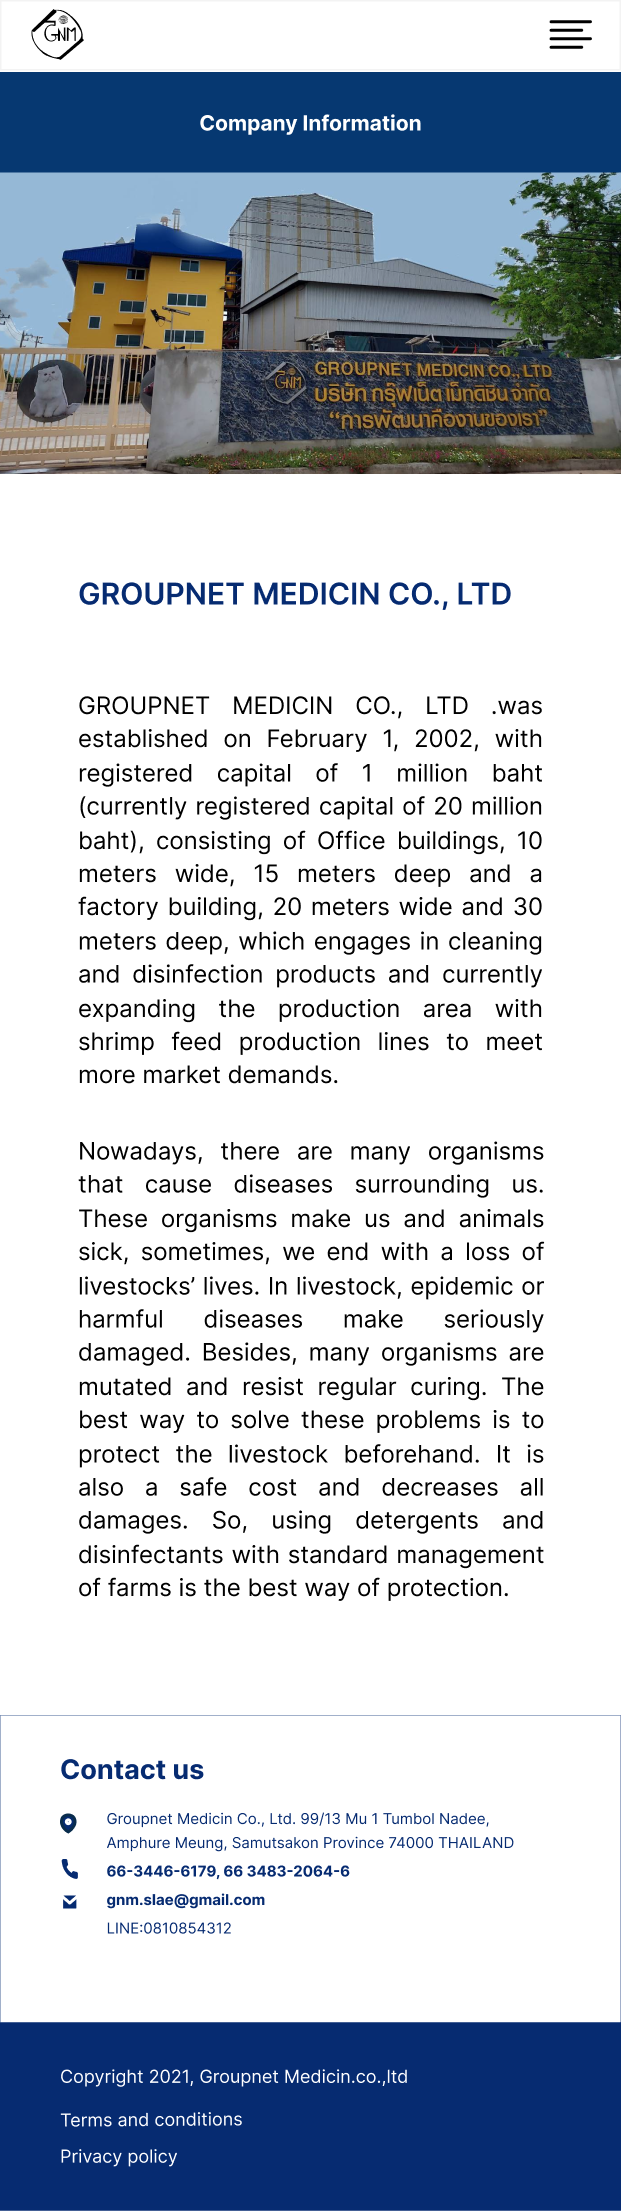 GNM
Company Information
GNM
GROUPNET MEDICIN CO., LTD
บริษัท กรุ๊ฟเน็ต เม็ทดิซิน จำกัด
“การพัฒนาคืองานของเรา”
GROUPNET MEDICIN CO., LTD
GROUPNET MEDICIN CO., LTD .was
established on February 1, 2002, with
registered capital of 1 million baht
(currently registered capital of 20 million
baht), consisting of Office buildings, 10
meters wide, 15 meters deep and a
factory building, 20 meters wide and 30
meters deep, which engages in cleaning
and disinfection products and currently
expanding the production area with
shrimp feed production lines to meet
more market demands.
Nowadays, there are many organisms
that cause diseases surrounding us.
These organisms make us and animals
sick, sometimes, we end with a loss of
livestocks’ lives. In livestock, epidemic or
harmful diseases make seriously
damaged. Besides, many organisms are
mutated and resist regular curing. The
best way to solve these problems is to
protect the livestock beforehand. It is
also a safe cost and decreases all
damages. So, using detergents and
disinfectants with standard management
of farms is the best way of protection.
Contact us
Groupnet Medicin Co., Ltd. 99/13 Mu 1 Tumbol Nadee,
Amphure Meung, Samutsakon Province 74000 THAILAND
66-3446-6179, 66 3483-2064-6
gnm.slae@gmail.com
LINE:0810854312
Copyright 2021, Groupnet Medicin.co.,ltd
Terms and conditions
Privacy policy